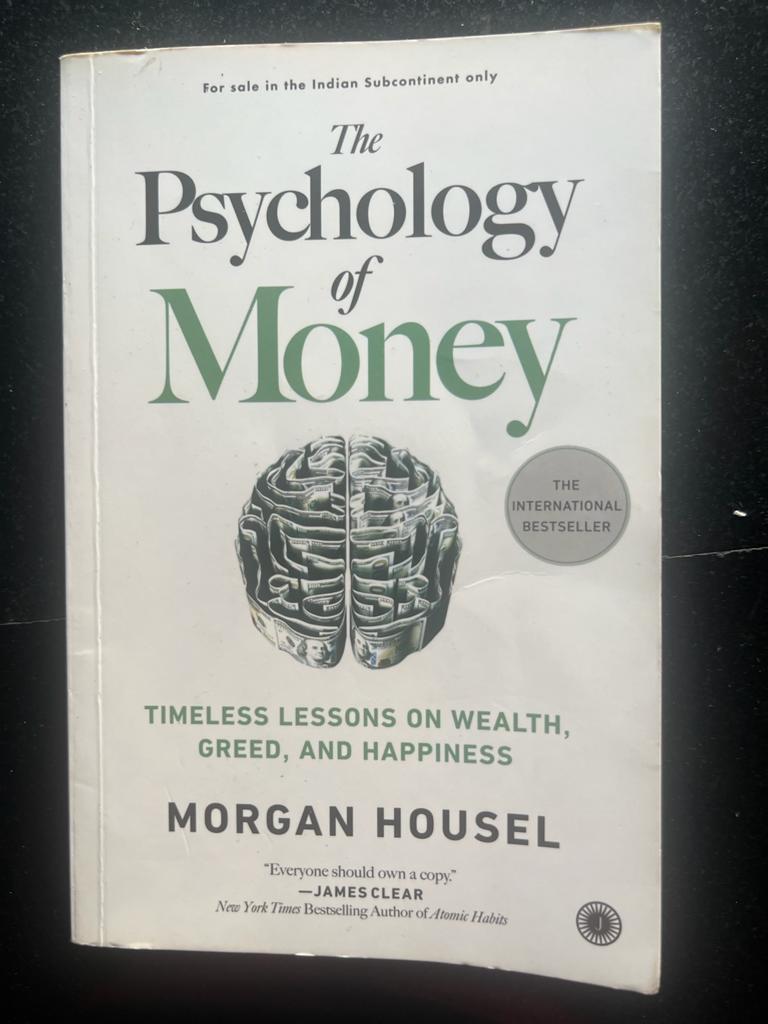 For sale in the Indian Subcontinent only
The
Psychology
of
Money
THE
INTERNATIONAL
BESTSELLER
TIMELESS LESSONS ON WEALTH,
GREED, AND HAPPINESS
MORGAN HOUSEL
“Everyone should own a copy.”
—JAMES CLEAR
New York Times Bestselling Author of Atomic Habits
J